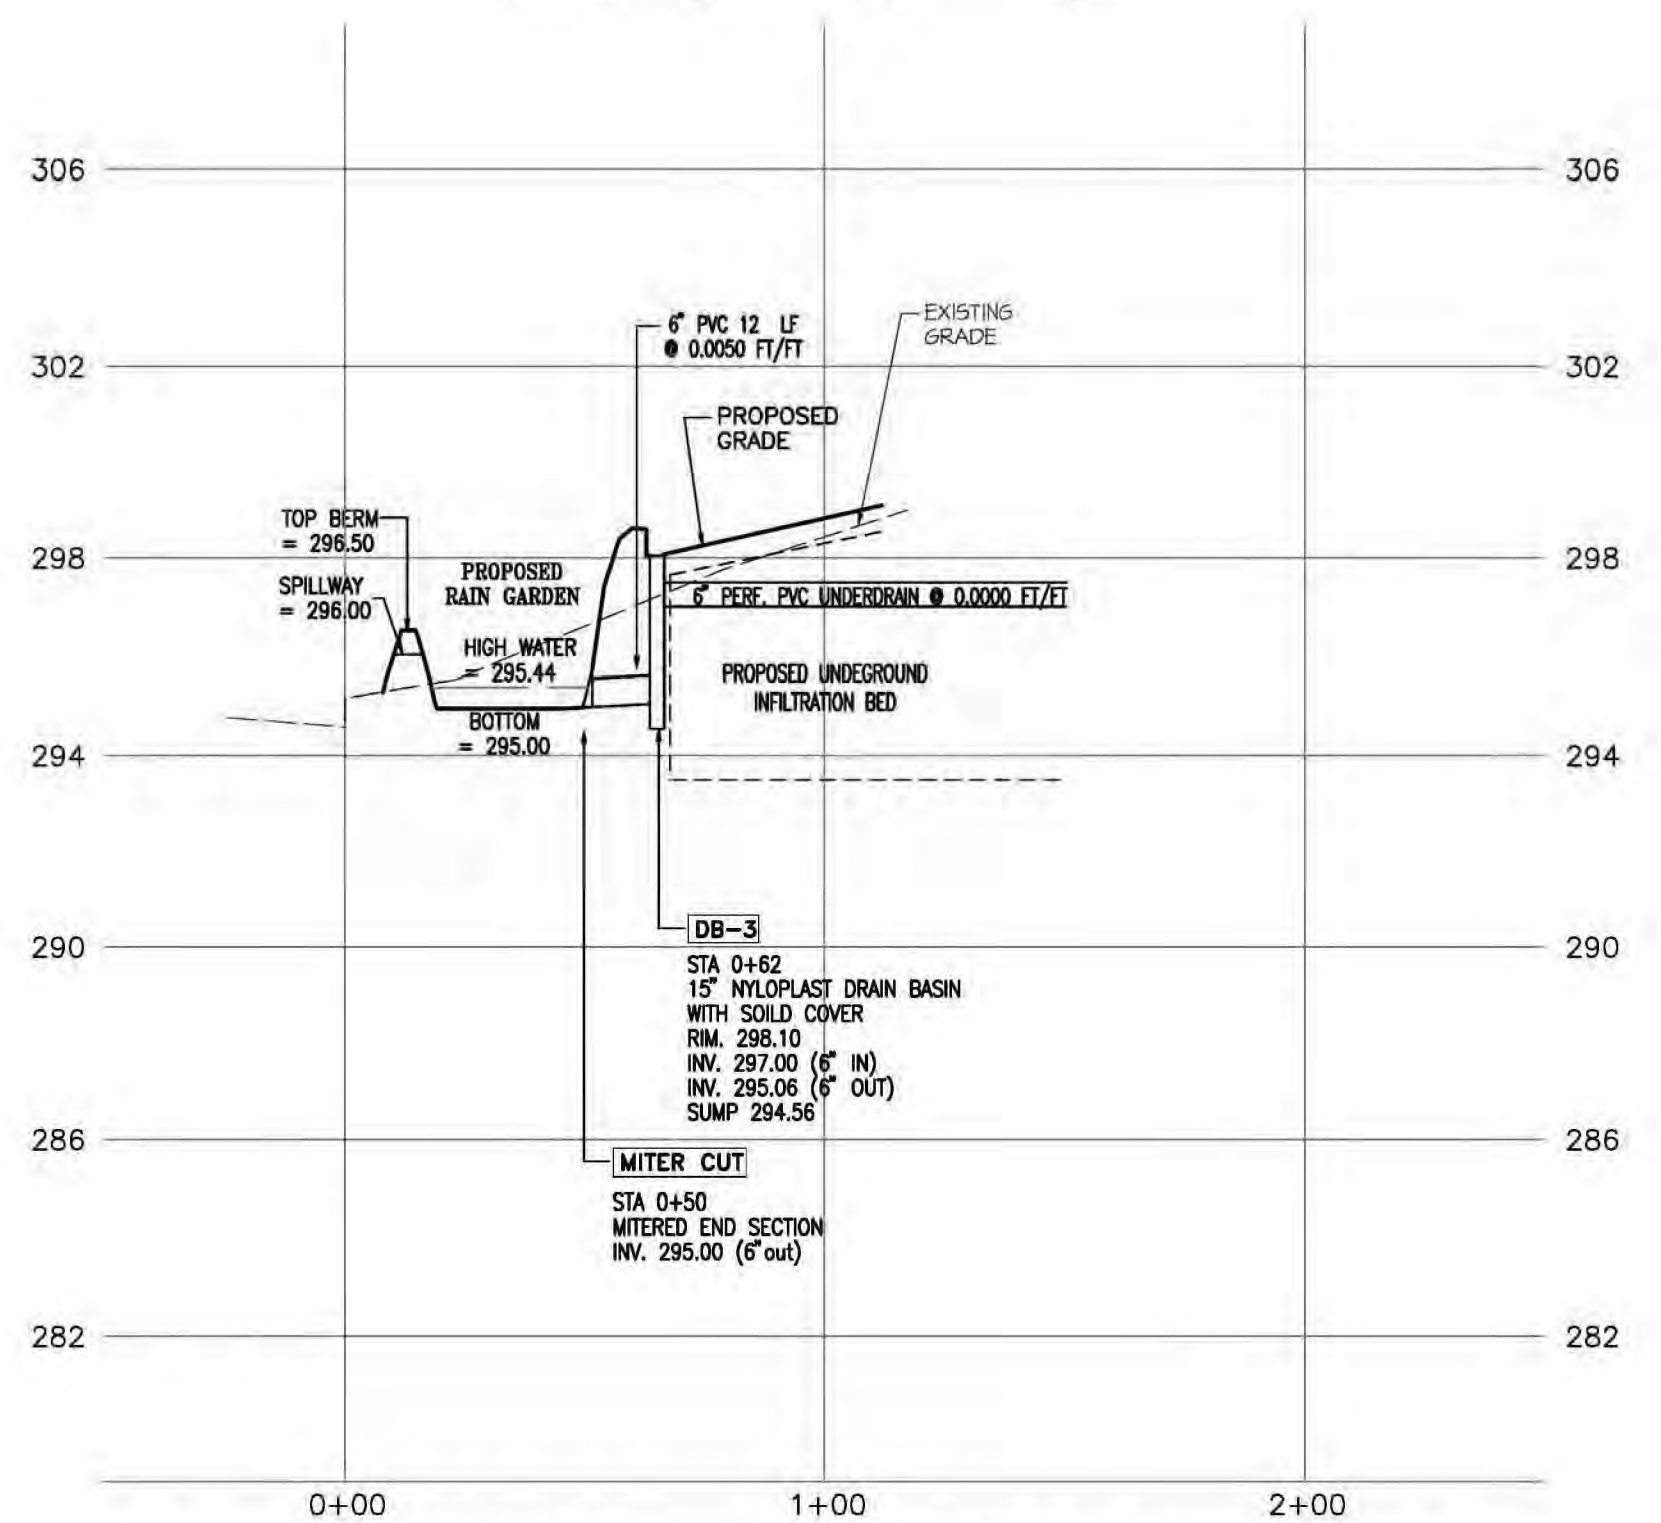 306
306
6" PVC 12 LF
@ 0.0050 FT/FT
EXISTING
GRADE
302
302
PROPOSED
GRADE
TOP BERM
= 296.50
298
298
PROPOSED
RAIN GARDEN
SPILLWAY
= 296.00
6" PERF. PVC UNDERDRAIN @ 0.0000 FT/FT
HIGH WATER
= 295.44
PROPOSED UNDEGROUND
INFILTRATION BED
BOTTOM
= 295.00
294
294
DB-3
290
290
STA 0+62
15" NYLOPLAST DRAIN BASIN
WITH SOILD COVER
RIM. 298.10
INV. 297.00 (6" IN)
INV. 295.06 (6" OUT)
SUMP 294.56
286
286
MITER CUT
STA 0+50
MITERED END SECTION
INV. 295.00 (6"out)
282
282
0+00
1+00
2+00